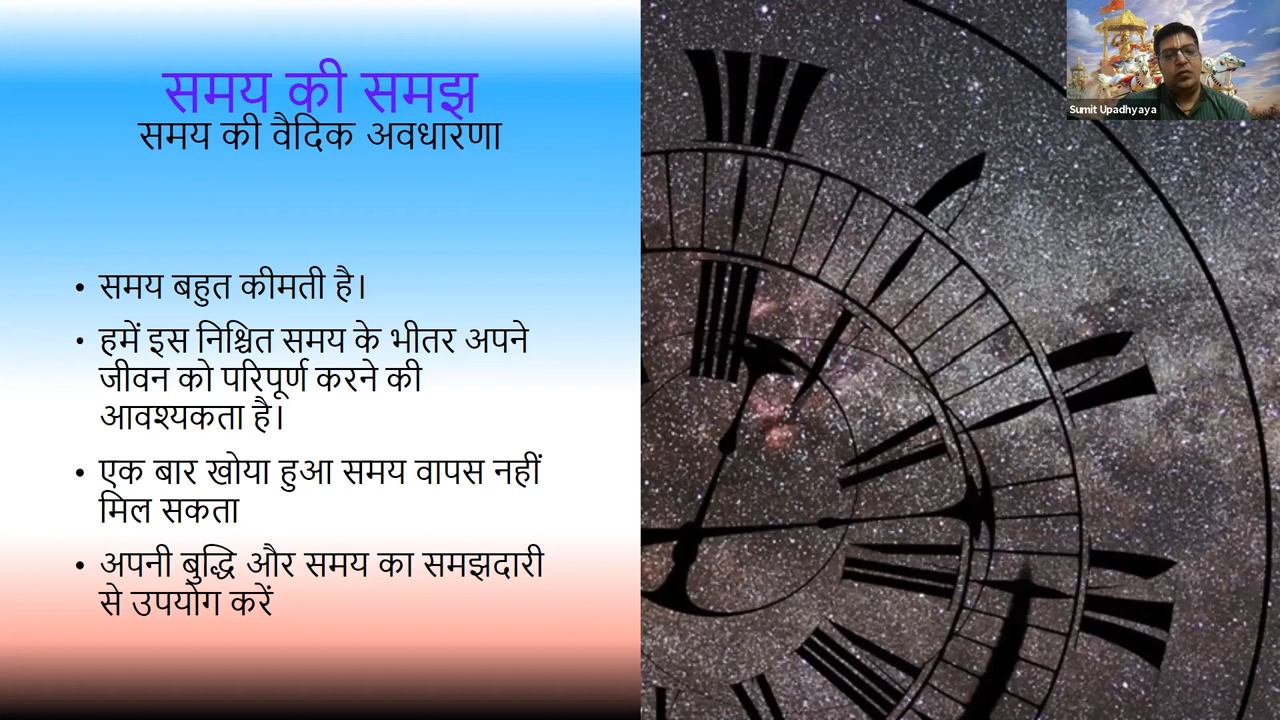 समय की समझ
समय की वैदिक अवधारणा
• समय बहुत कीमती है।
• हमें इस निश्चित समय के भीतर अपने
जीवन को परिपूर्ण करने की
आवश्यकता है।
• एक बार खोया हुआ समय वापस नहीं
मिल सकता
• अपनी बुद्धि और समय का समझदारी
से उपयोग करें
Sumit Upadhyaya